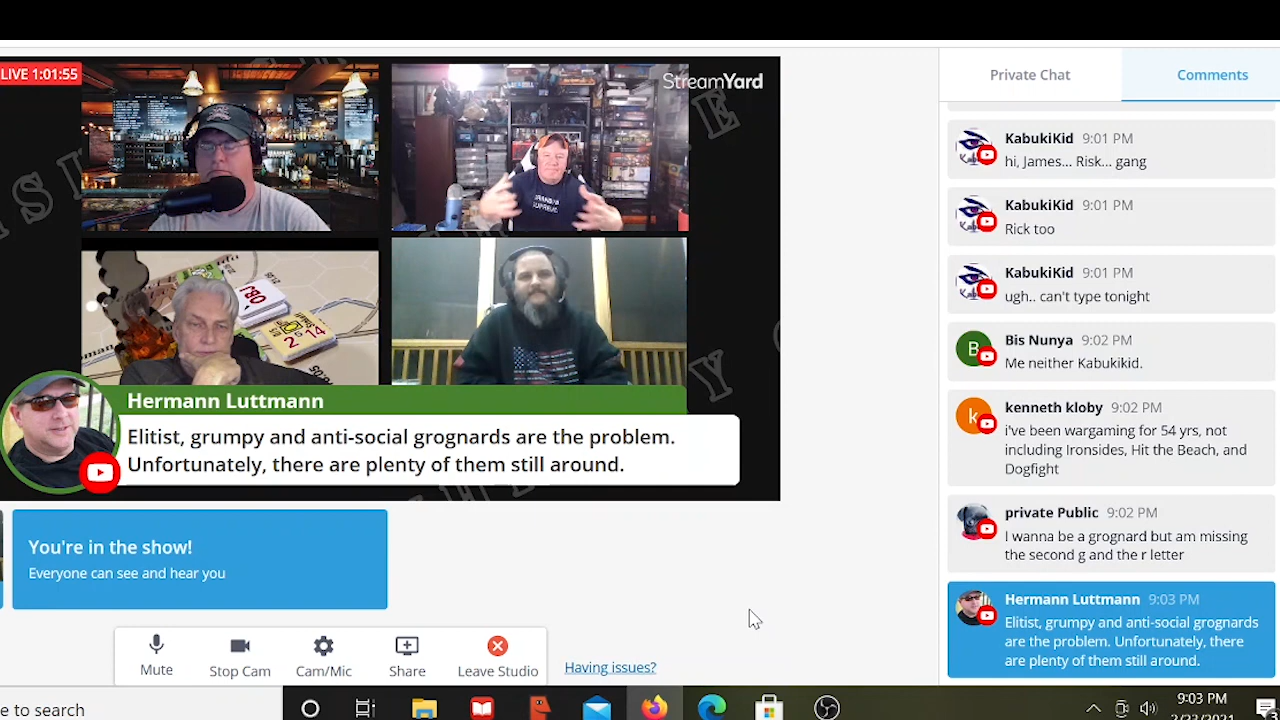 LIVE 1:01:55
StreamYard
Hermann Luttmann
Elitist, grumpy and anti-social grognards are the problem.
Unfortunately, there are plenty of them still around.
You're in the show!
Everyone can see and hear you
Mute
Stop Cam
Cam/Mic
Share
Leave Studio
Having issues?
Private Chat
Comments
KabukiKid 9:01 PM
hi, James... Risk... gang
KabukiKid 9:01 PM
Rick too
KabukiKid 9:01 PM
ugh.. can't type tonight
Bis Nunya 9:02 PM
Me neither Kabukikid.
kenneth kloby 9:02 PM
i've been wargaming for 54 yrs, not
including Ironsides, Hit the Beach, and
Dogfight
private Public 9:02 PM
I wanna be a grognard but am missing
the second g and the r letter
Hermann Luttmann 9:03 PM
Elitist, grumpy and anti-social grognards
are the problem. Unfortunately, there
are plenty of them still around.
e to search
9:03 PM